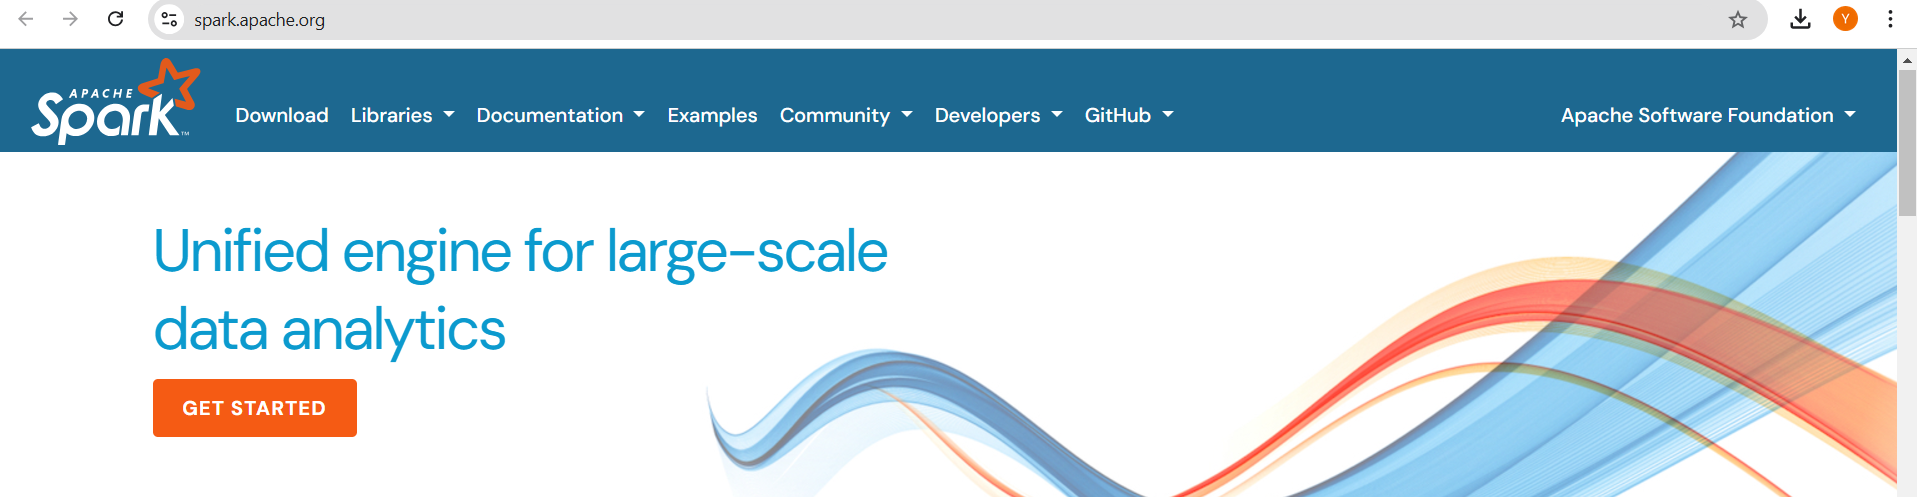 spark.apache.org
Y
APACHE
Spark™
Download Libraries Documentation Examples Community Developers GitHub Apache Software Foundation
Unified engine for large-scale
data analytics
GET STARTED